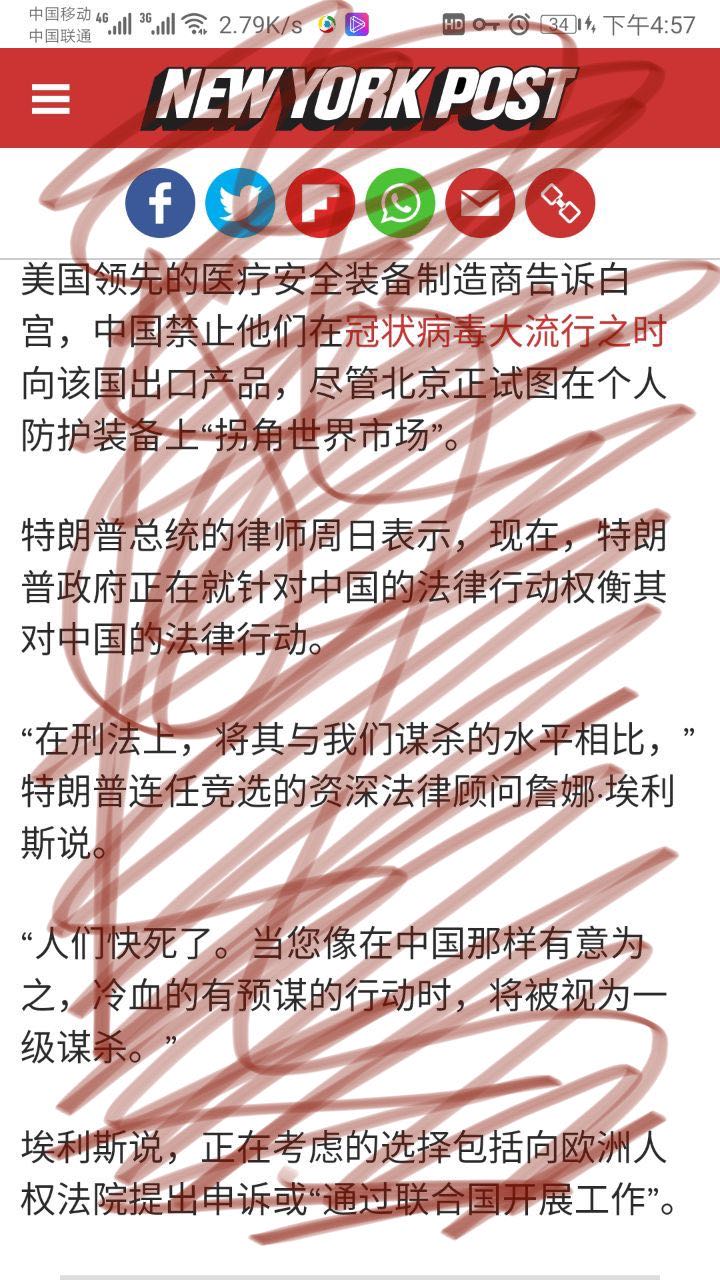 中国移动 4G 3G 2.79K/s HD 34 下午4:57
中国联通
NEW YORK POST
美国领先的医疗安全装备制造商告诉白
宫，中国禁止他们在冠状病毒大流行之时
向该国出口产品，尽管北京正试图在个人
防护装备上“拐角世界市场”。
特朗普总统的律师周日表示，现在，特朗
普政府正在就针对中国的法律行动权衡其
对中国的法律行动。
“在刑法上，将其与我们谋杀的水平相比，”
特朗普连任竞选的资深法律顾问詹娜·埃利
斯说。
“人们快死了。当您像在中国那样有意为
之，冷血的有预谋的行动时，将被视为一
级谋杀。”
埃利斯说，正在考虑的选择包括向欧洲人
权法院提出申诉或“通过联合国开展工作”。